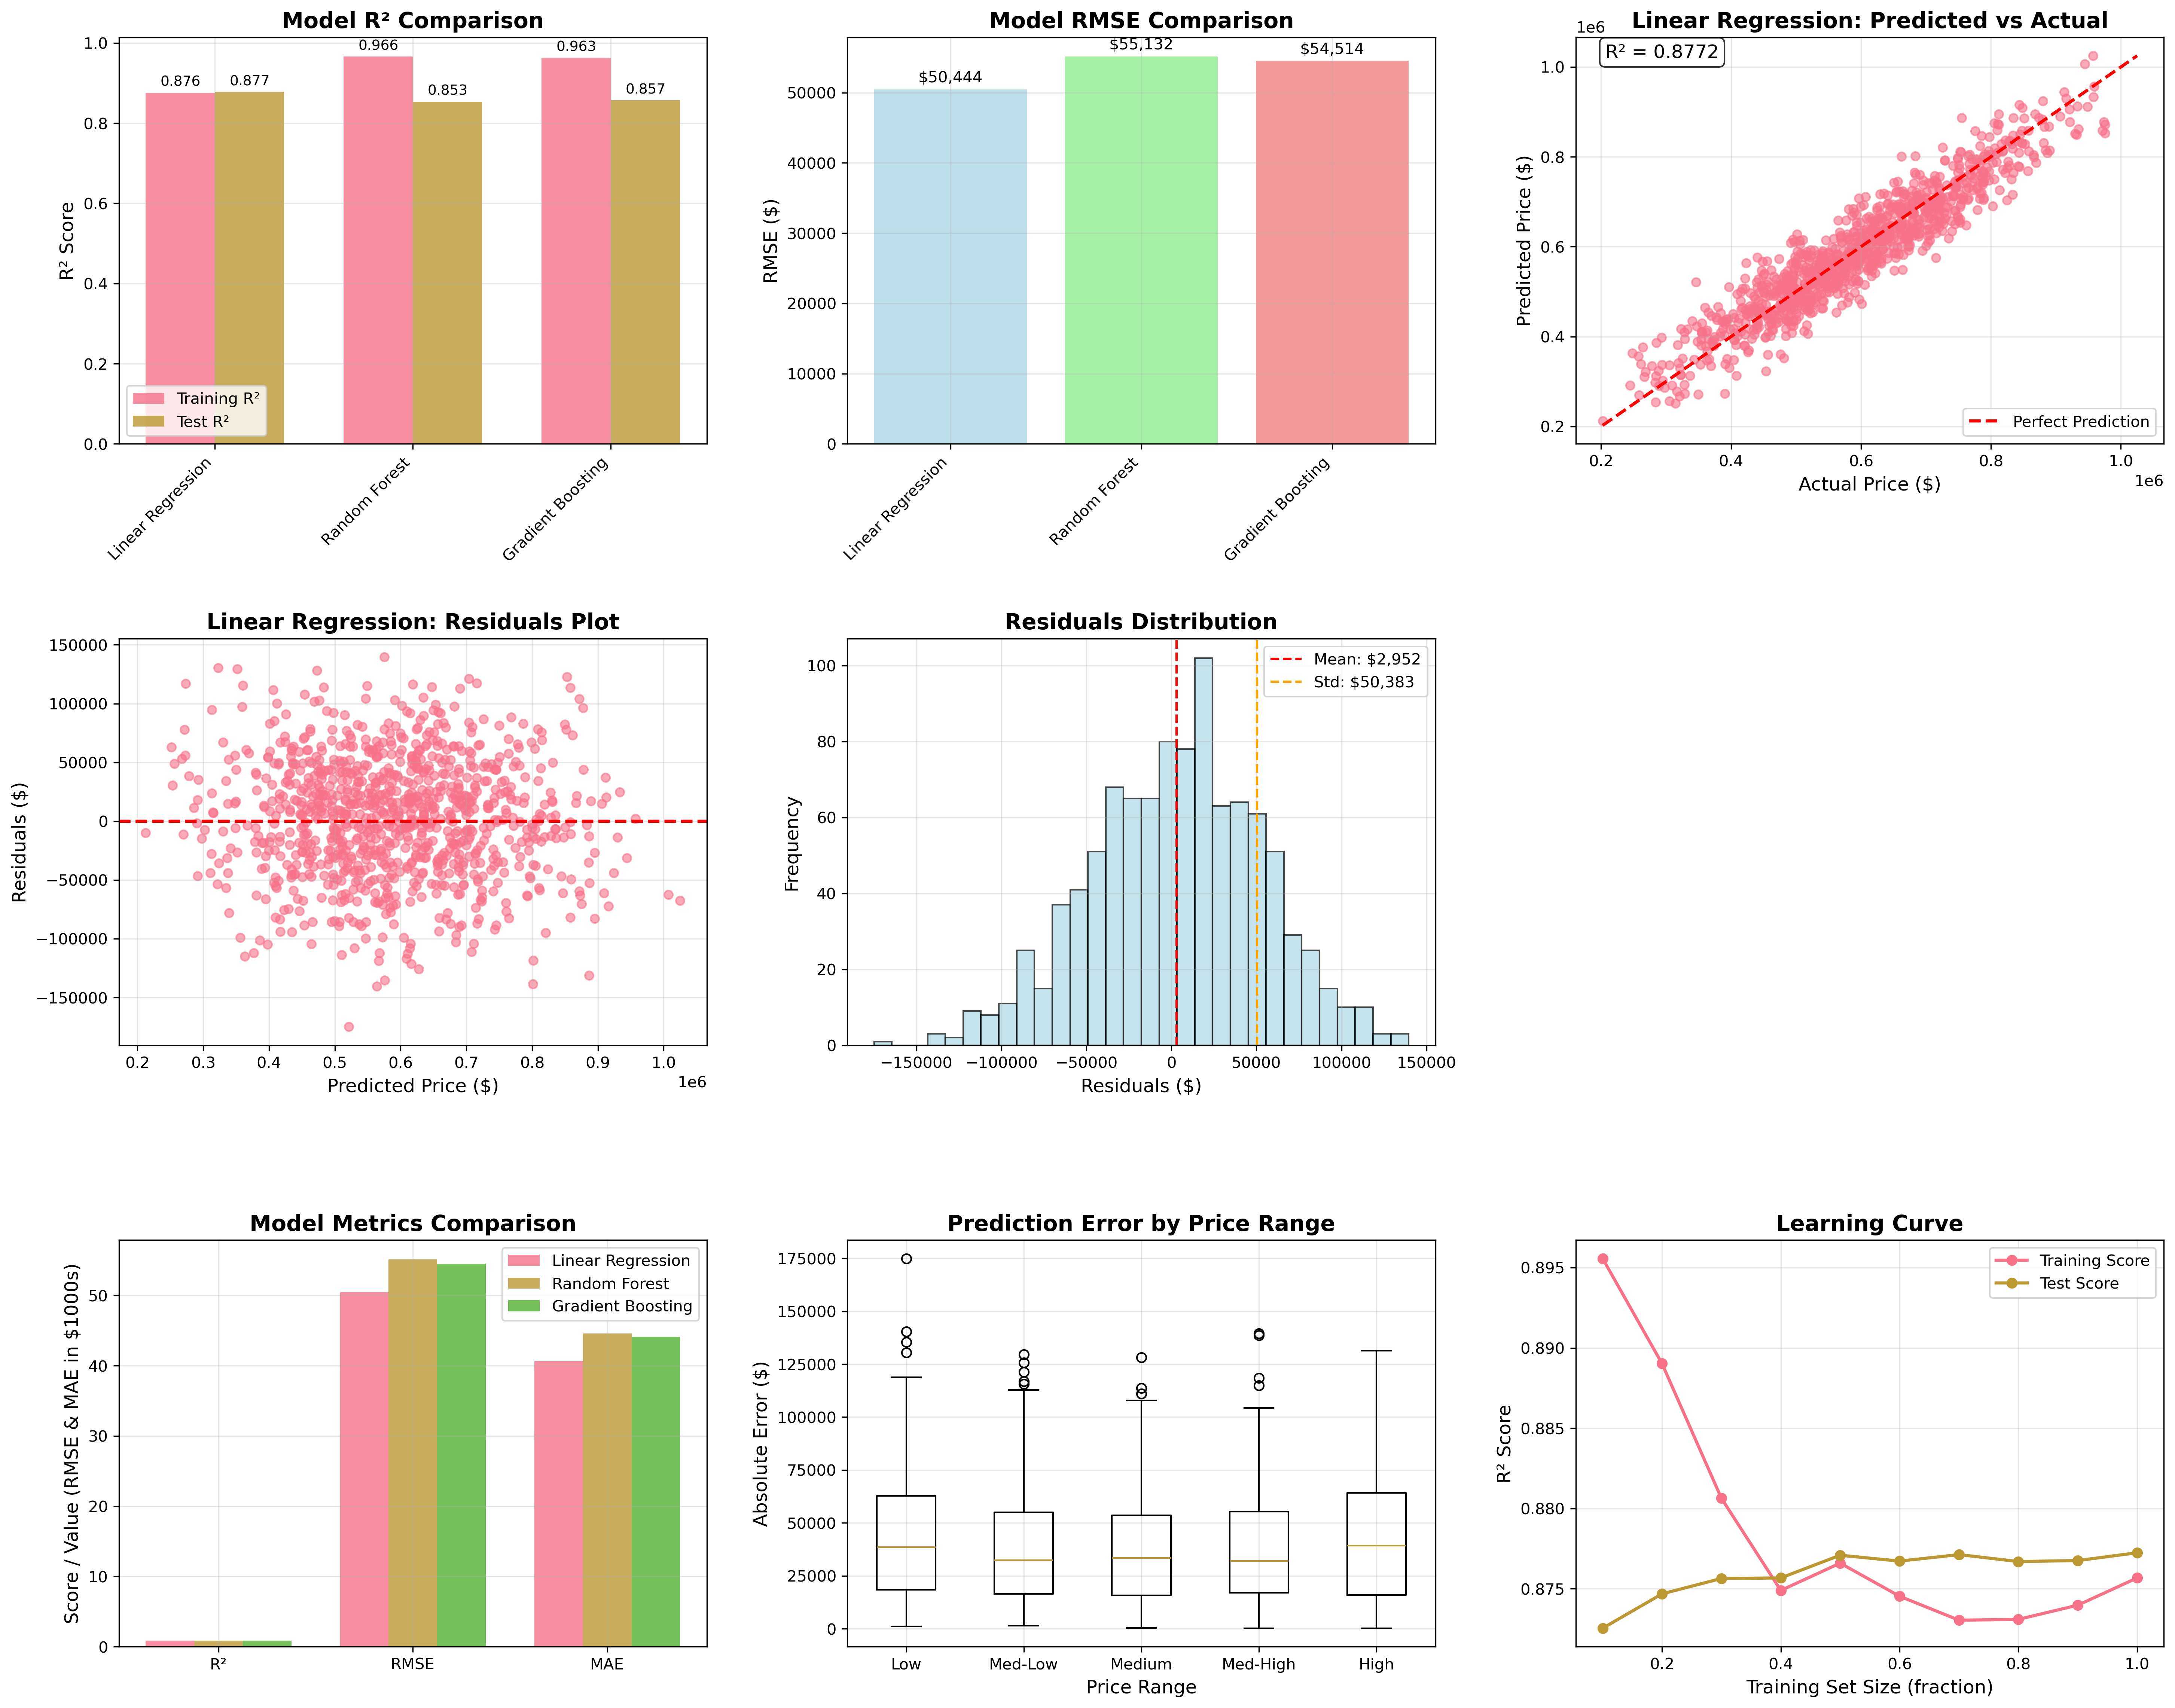 Model R² Comparison
R² Score
1.0
0.8
0.6
0.4
0.2
0.0
0.876
0.877
0.966
0.853
0.963
0.857
Training R²
Test R²
Linear Regression
Random Forest
Gradient Boosting
Model RMSE Comparison
RMSE ($)
50000
40000
30000
20000
10000
0
$50,444
$55,132
$54,514
Linear Regression
Random Forest
Gradient Boosting
Linear Regression: Predicted vs Actual
1e6
R² = 0.8772
Predicted Price ($)
1.0
0.8
0.6
0.4
0.2
Perfect Prediction
0.2
0.4
0.6
0.8
1.0
1e6
Actual Price ($)
Linear Regression: Residuals Plot
Residuals ($)
150000
100000
50000
0
−50000
−100000
−150000
0.2
0.3
0.4
0.5
0.6
0.7
0.8
0.9
1.0
1e6
Predicted Price ($)
Residuals Distribution
Frequency
100
80
60
40
20
0
Mean: $2,952
Std: $50,383
−150000
−100000
−50000
0
50000
100000
150000
Residuals ($)
Model Metrics Comparison
Score / Value (RMSE & MAE in $1000s)
50
40
30
20
10
0
Linear Regression
Random Forest
Gradient Boosting
R²
RMSE
MAE
Prediction Error by Price Range
Absolute Error ($)
175000
150000
125000
100000
75000
50000
25000
0
Low
Med-Low
Medium
Med-High
High
Price Range
Learning Curve
R² Score
0.895
0.890
0.885
0.880
0.875
Training Score
Test Score
0.2
0.4
0.6
0.8
1.0
Training Set Size (fraction)